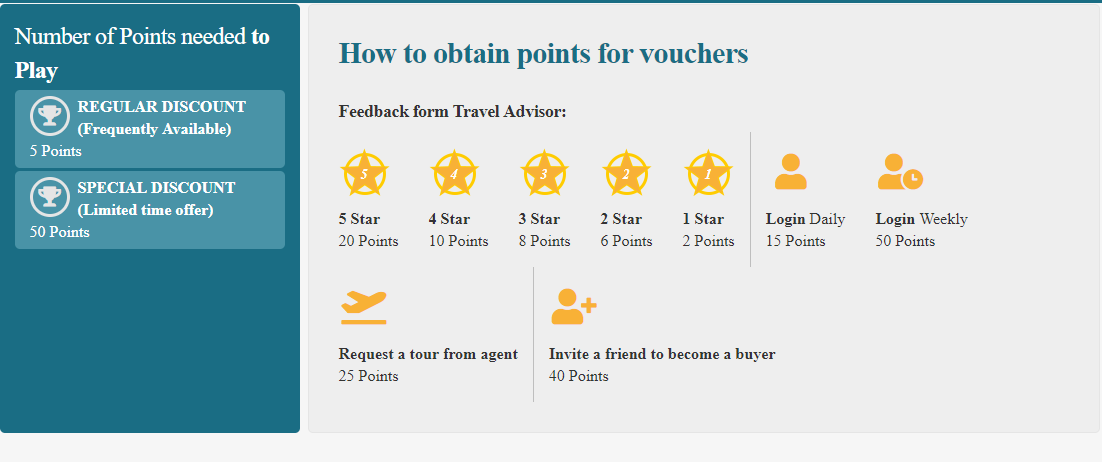 Number of Points needed to
Play
REGULAR DISCOUNT
(Frequently Available)
5 Points
SPECIAL DISCOUNT
(Limited time offer)
50 Points
How to obtain points for vouchers
Feedback form Travel Advisor:
5 4 3 2 1
5 Star 4 Star 3 Star 2 Star 1 Star Login Daily Login Weekly
20 Points 10 Points 8 Points 6 Points 2 Points 15 Points 50 Points
Request a tour from agent Invite a friend to become a buyer
25 Points 40 Points